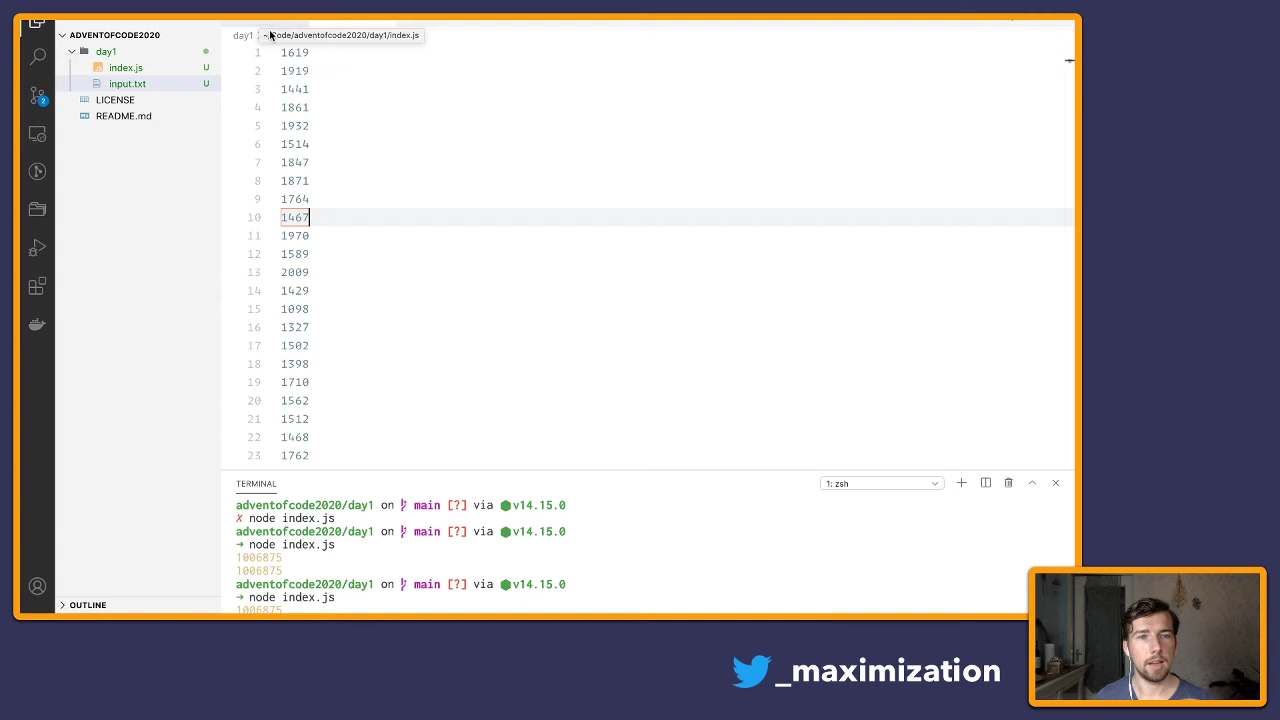 ADVENTOFCODE2020
day1
index.js U
input.txt U
LICENSE
README.md
OUTLINE
2
day1
code/adventofcode2020/day1/index.js
1 1619
2 1919
3 1441
4 1861
5 1932
6 1514
7 1847
8 1871
9 1764
10 1467
11 1970
12 1589
13 2009
14 1429
15 1098
16 1327
17 1502
18 1398
19 1710
20 1562
21 1512
22 1468
23 1762
TERMINAL
1: zsh
adventofcode2020/day1 on main [?] via v14.15.0
✗ node index.js
adventofcode2020/day1 on main [?] via v14.15.0
➜ node index.js
1006875
1006875
adventofcode2020/day1 on main [?] via v14.15.0
➜ node index.js
1006875
_maximization